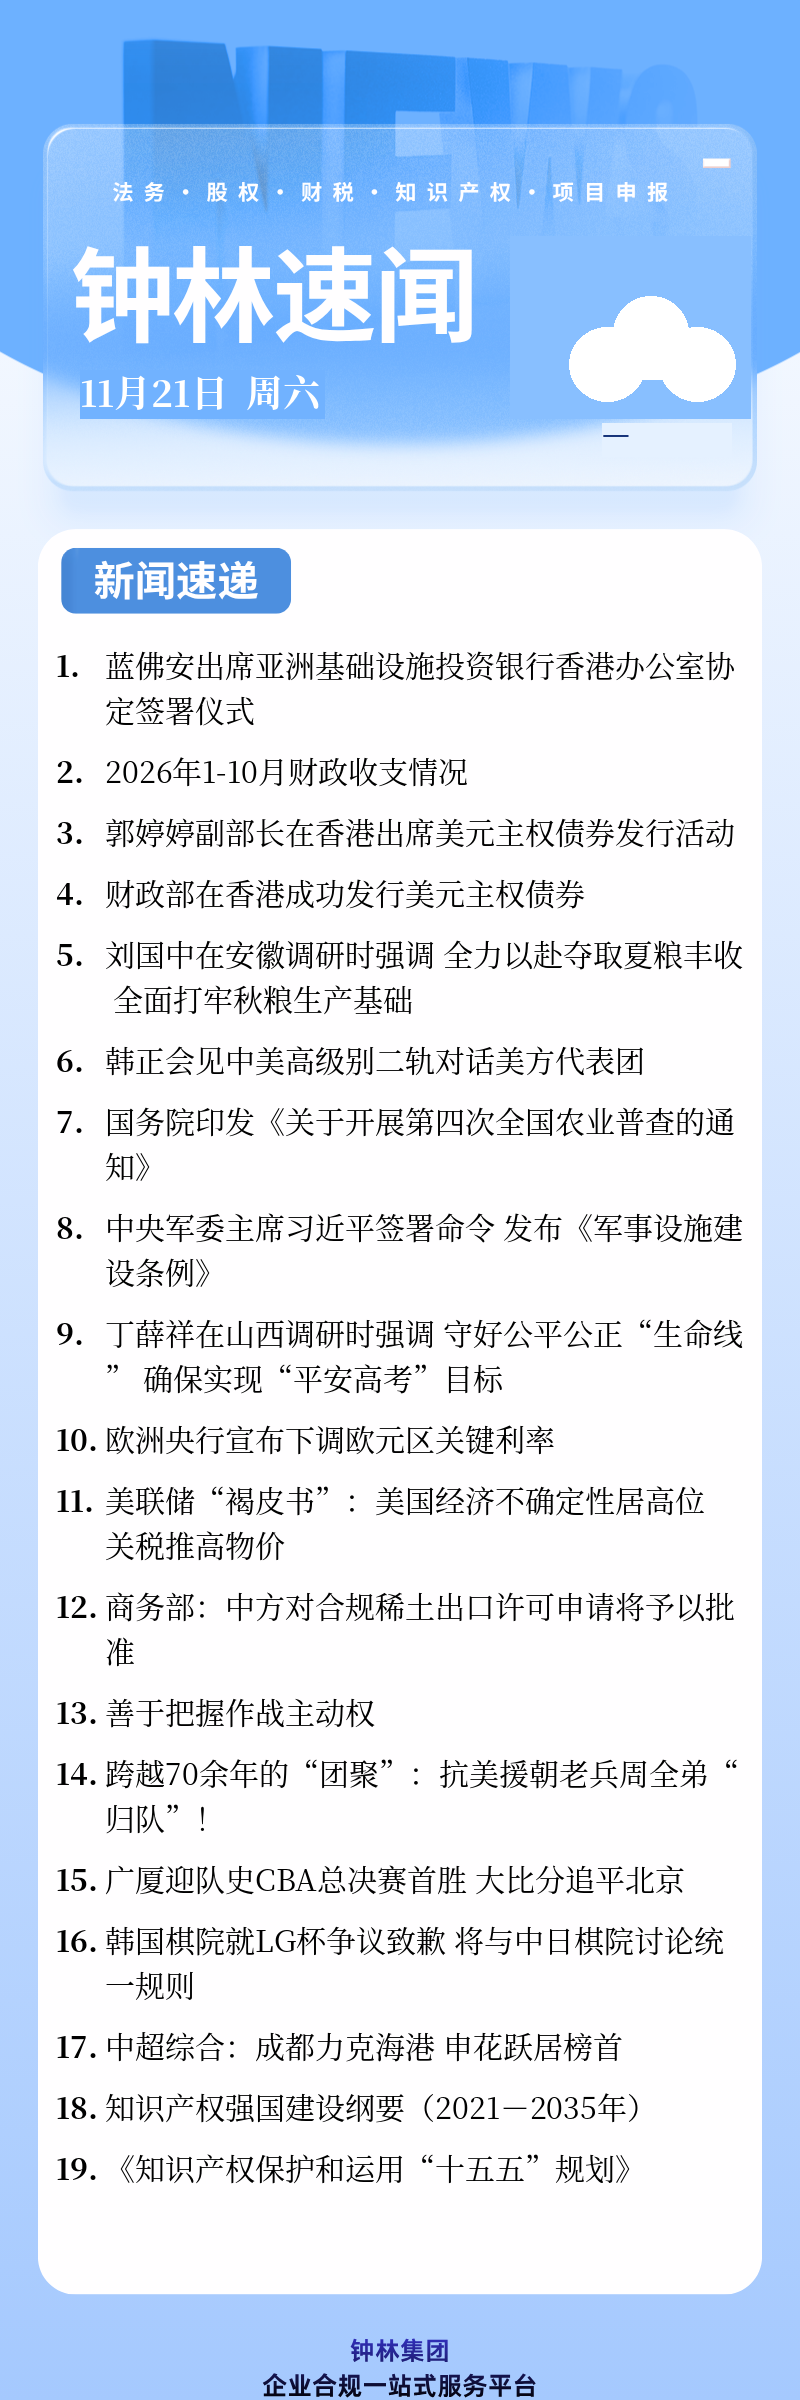 NEWS
法务·股权·财税·知识产权·项目申报
钟林速闻
11月21日 周六
新闻速递
1. 蓝佛安出席亚洲基础设施投资银行香港办公室协
定签署仪式
2. 2026年1-10月财政收支情况
3. 郭婷婷副部长在香港出席美元主权债券发行活动
4. 财政部在香港成功发行美元主权债券
5. 刘国中在安徽调研时强调 全力以赴夺取夏粮丰收
全面打牢秋粮生产基础
6. 韩正会见中美高级别二轨对话美方代表团
7. 国务院印发《关于开展第四次全国农业普查的通
知》
8. 中央军委主席习近平签署命令 发布《军事设施建
设条例》
9. 丁薛祥在山西调研时强调 守好公平公正“生命线
” 确保实现“平安高考”目标
10. 欧洲央行宣布下调欧元区关键利率
11. 美联储“褐皮书”：美国经济不确定性居高位
关税推高物价
12. 商务部：中方对合规稀土出口许可申请将予以批
准
13. 善于把握作战主动权
14. 跨越70余年的“团聚”：抗美援朝老兵周全弟“
归队”！
15. 广厦迎队史CBA总决赛首胜 大比分追平北京
16. 韩国棋院就LG杯争议致歉 将与中日棋院讨论统
一规则
17. 中超综合：成都力克海港 申花跃居榜首
18. 知识产权强国建设纲要（2021—2035年）
19. 《知识产权保护和运用“十五五”规划》
钟林集团
企业合规一站式服务平台